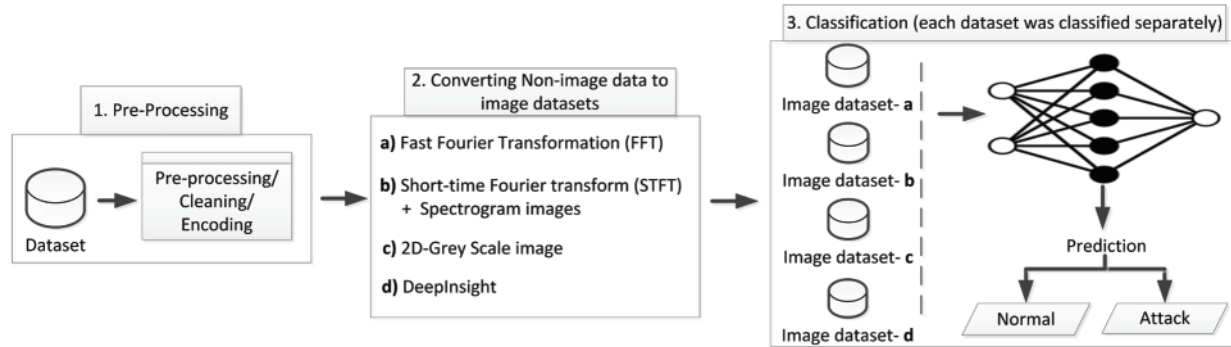 1. Pre-Processing
Dataset
Pre-processing/
Cleaning/
Encoding
2. Converting Non-image data to
image datasets
a) Fast Fourier Transformation (FFT)
b) Short-time Fourier transform (STFT)
+ Spectrogram images
c) 2D-Grey Scale image
d) DeepInsight
3. Classification (each dataset was classified separately)
Image dataset- a
Image dataset- b
Image dataset- c
Image dataset- d
Prediction
Normal
Attack